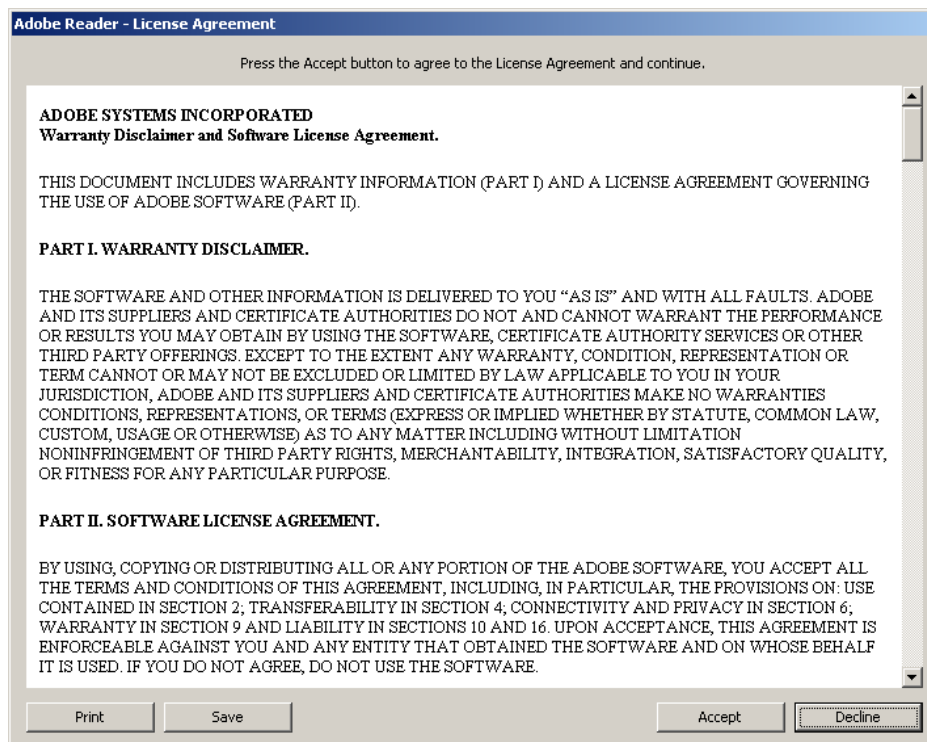 Adobe Reader - License Agreement
Press the Accept button to agree to the License Agreement and continue.
ADOBE SYSTEMS INCORPORATED
Warranty Disclaimer and Software License Agreement.
THIS DOCUMENT INCLUDES WARRANTY INFORMATION (PART I) AND A LICENSE AGREEMENT GOVERNING
THE USE OF ADOBE SOFTWARE (PART II).
PART I. WARRANTY DISCLAIMER.
THE SOFTWARE AND OTHER INFORMATION IS DELIVERED TO YOU “AS IS” AND WITH ALL FAULTS. ADOBE
AND ITS SUPPLIERS AND CERTIFICATE AUTHORITIES DO NOT AND CANNOT WARRANT THE PERFORMANCE
OR RESULTS YOU MAY OBTAIN BY USING THE SOFTWARE, CERTIFICATE AUTHORITY SERVICES OR OTHER
THIRD PARTY OFFERINGS. EXCEPT TO THE EXTENT ANY WARRANTY, CONDITION, REPRESENTATION OR
TERM CANNOT OR MAY NOT BE EXCLUDED OR LIMITED BY LAW APPLICABLE TO YOU IN YOUR
JURISDICTION, ADOBE AND ITS SUPPLIERS AND CERTIFICATE AUTHORITIES MAKE NO WARRANTIES
CONDITIONS, REPRESENTATIONS, OR TERMS (EXPRESS OR IMPLIED WHETHER BY STATUTE, COMMON LAW,
CUSTOM, USAGE OR OTHERWISE) AS TO ANY MATTER INCLUDING WITHOUT LIMITATION
NONINFRINGEMENT OF THIRD PARTY RIGHTS, MERCHANTABILITY, INTEGRATION, SATISFACTORY QUALITY,
OR FITNESS FOR ANY PARTICULAR PURPOSE.
PART II. SOFTWARE LICENSE AGREEMENT.
BY USING, COPYING OR DISTRIBUTING ALL OR ANY PORTION OF THE ADOBE SOFTWARE, YOU ACCEPT ALL
THE TERMS AND CONDITIONS OF THIS AGREEMENT, INCLUDING, IN PARTICULAR, THE PROVISIONS ON: USE
CONTAINED IN SECTION 2; TRANSFERABILITY IN SECTION 4; CONNECTIVITY AND PRIVACY IN SECTION 6;
WARRANTY IN SECTION 9 AND LIABILITY IN SECTIONS 10 AND 16. UPON ACCEPTANCE, THIS AGREEMENT IS
ENFORCEABLE AGAINST YOU AND ANY ENTITY THAT OBTAINED THE SOFTWARE AND ON WHOSE BEHALF
IT IS USED. IF YOU DO NOT AGREE, DO NOT USE THE SOFTWARE.
Print Save Accept Decline